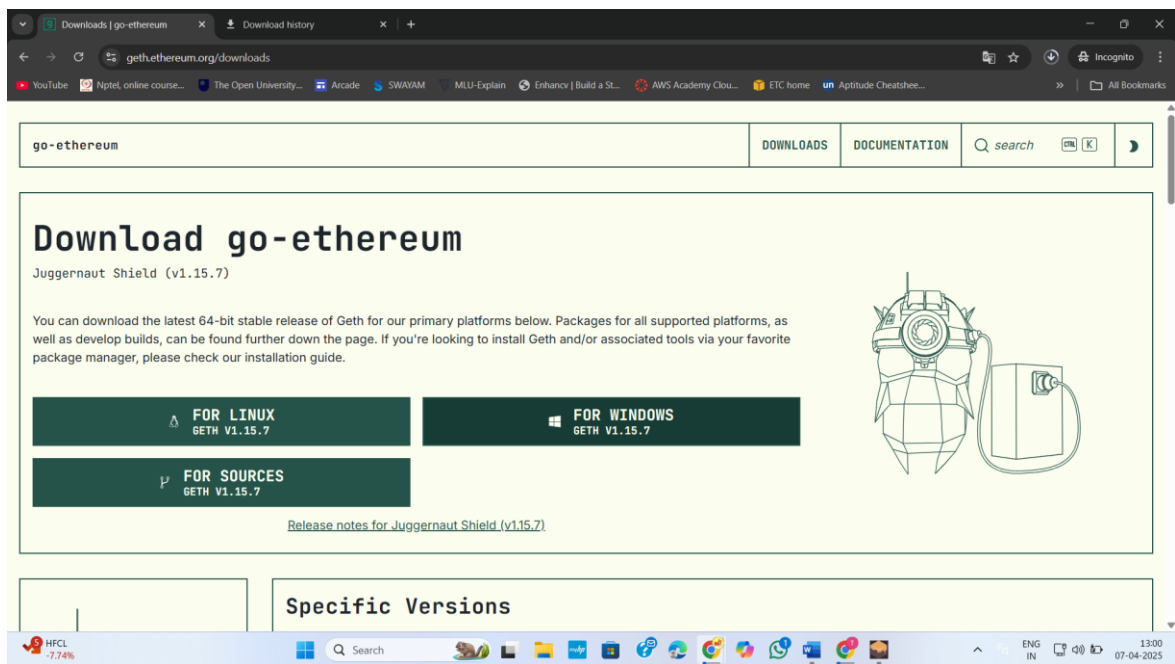 Downloads | go-ethereum
Download history
geth.ethereum.org/downloads
Incognito
YouTube
Nptel, online course...
The Open University...
Arcade
SWAYAM
MLU-Explain
Enhancv | Build a St...
AWS Academy Clou...
ETC home
un Aptitude Cheatshee...
All Bookmarks
go-ethereum
DOWNLOADS
DOCUMENTATION
search
CTRL K
Download go-ethereum
Juggernaut Shield (v1.15.7)
You can download the latest 64-bit stable release of Geth for our primary platforms below. Packages for all supported platforms, as
well as develop builds, can be found further down the page. If you're looking to install Geth and/or associated tools via your favorite
package manager, please check our installation guide.
FOR LINUX
GETH V1.15.7
FOR WINDOWS
GETH V1.15.7
FOR SOURCES
GETH V1.15.7
Release notes for Juggernaut Shield (v1.15.7)
Specific Versions
5
HFCL
-7.74%
Search
ENG
IN
13:00
07-04-2025